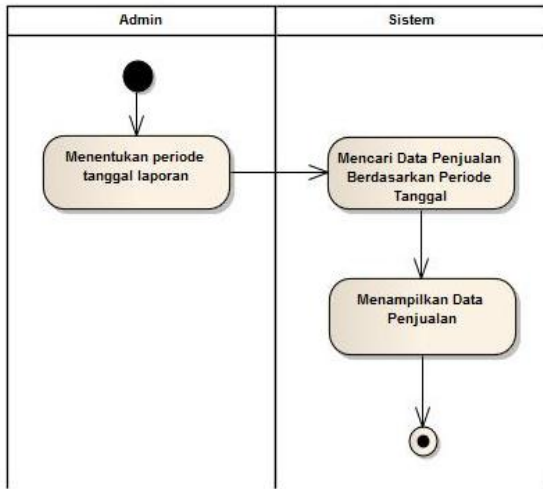 Admin
Sistem
Menentukan periode
tanggal laporan
Mencari Data Penjualan
Berdasarkan Periode
Tanggal
Menampilkan Data
Penjualan